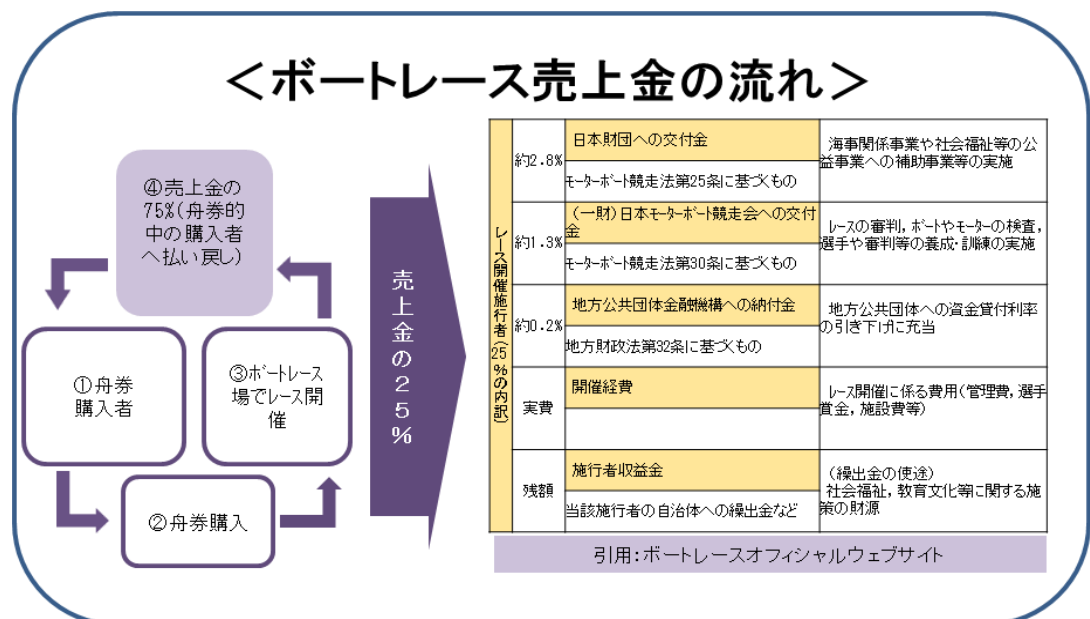 ＜ボートレース売上金の流れ＞
④売上金の
75%(舟券的
中の購入者
へ払い戻し)
①舟券
購入者
③ﾎﾞｰﾄﾚｰｽ
場でレース開
催
②舟券購入
売上金の25%
レース開催施行者(25%の内訳)
約2.8%
日本財団への交付金
ﾓｰﾀｰﾎﾞｰﾄ競走法第25条に基づくもの
海事関係事業や社会福祉等の公
益事業への補助事業等の実施
約1.3%
(一財)日本ﾓｰﾀｰﾎﾞｰﾄ競走会への交付
金
ﾓｰﾀｰﾎﾞｰﾄ競走法第30条に基づくもの
ﾚｰｽの審判,ボートやモーターの検査,
選手や審判等の養成･訓練の実施
約0.2%
地方公共団体金融機構への納付金
地方財政法第32条に基づくもの
地方公共団体への資金貸付利率
の引き下げに充当
実費
開催経費
ﾚｰｽ開催に係る費用(管理費,選手
賞金,施設費等)
残額
施行者収益金
当該施行者の自治体への繰出金など
(繰出金の使途)
社会福祉,教育文化等に関する施
策の財源
引用:ボートレースオフィシャルウェブサイト